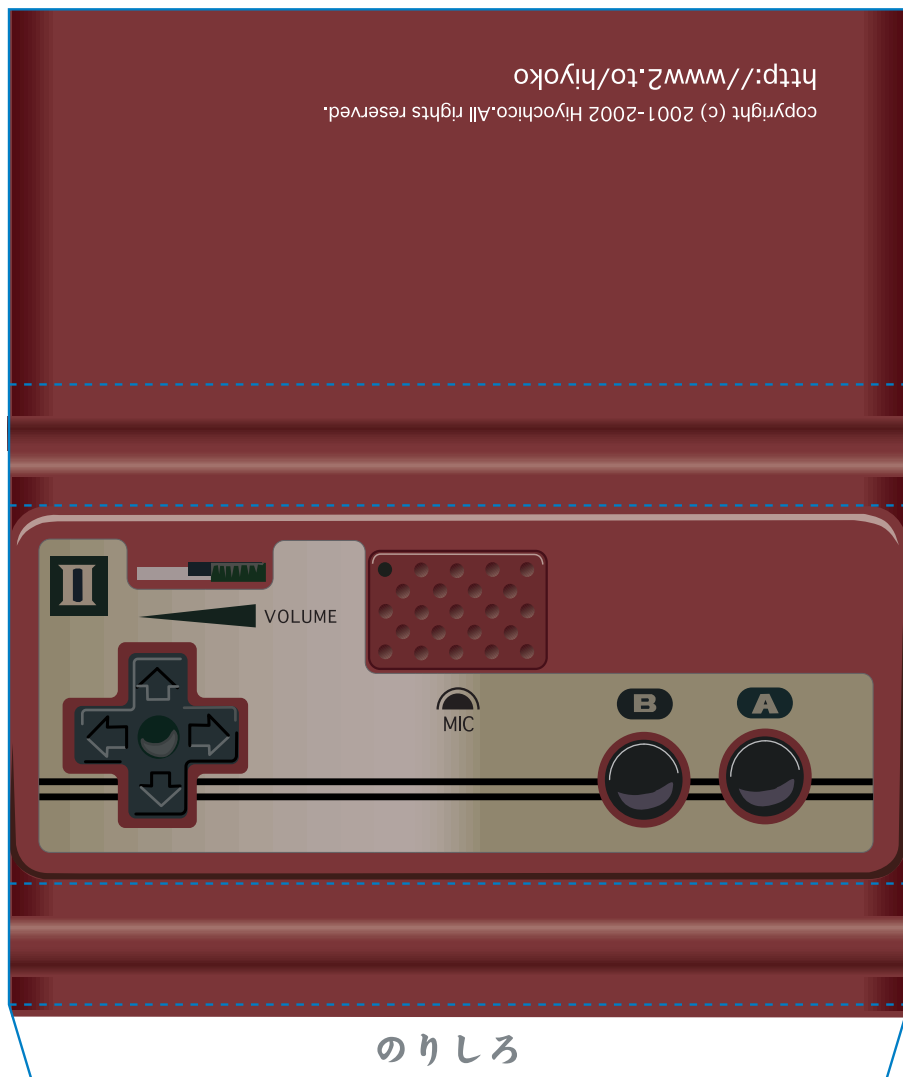 http://www2.to/hiyoko
copyright (c) 2001-2002 Hiyochico.All rights reserved.
II
VOLUME
MIC
B
A
のりしろ